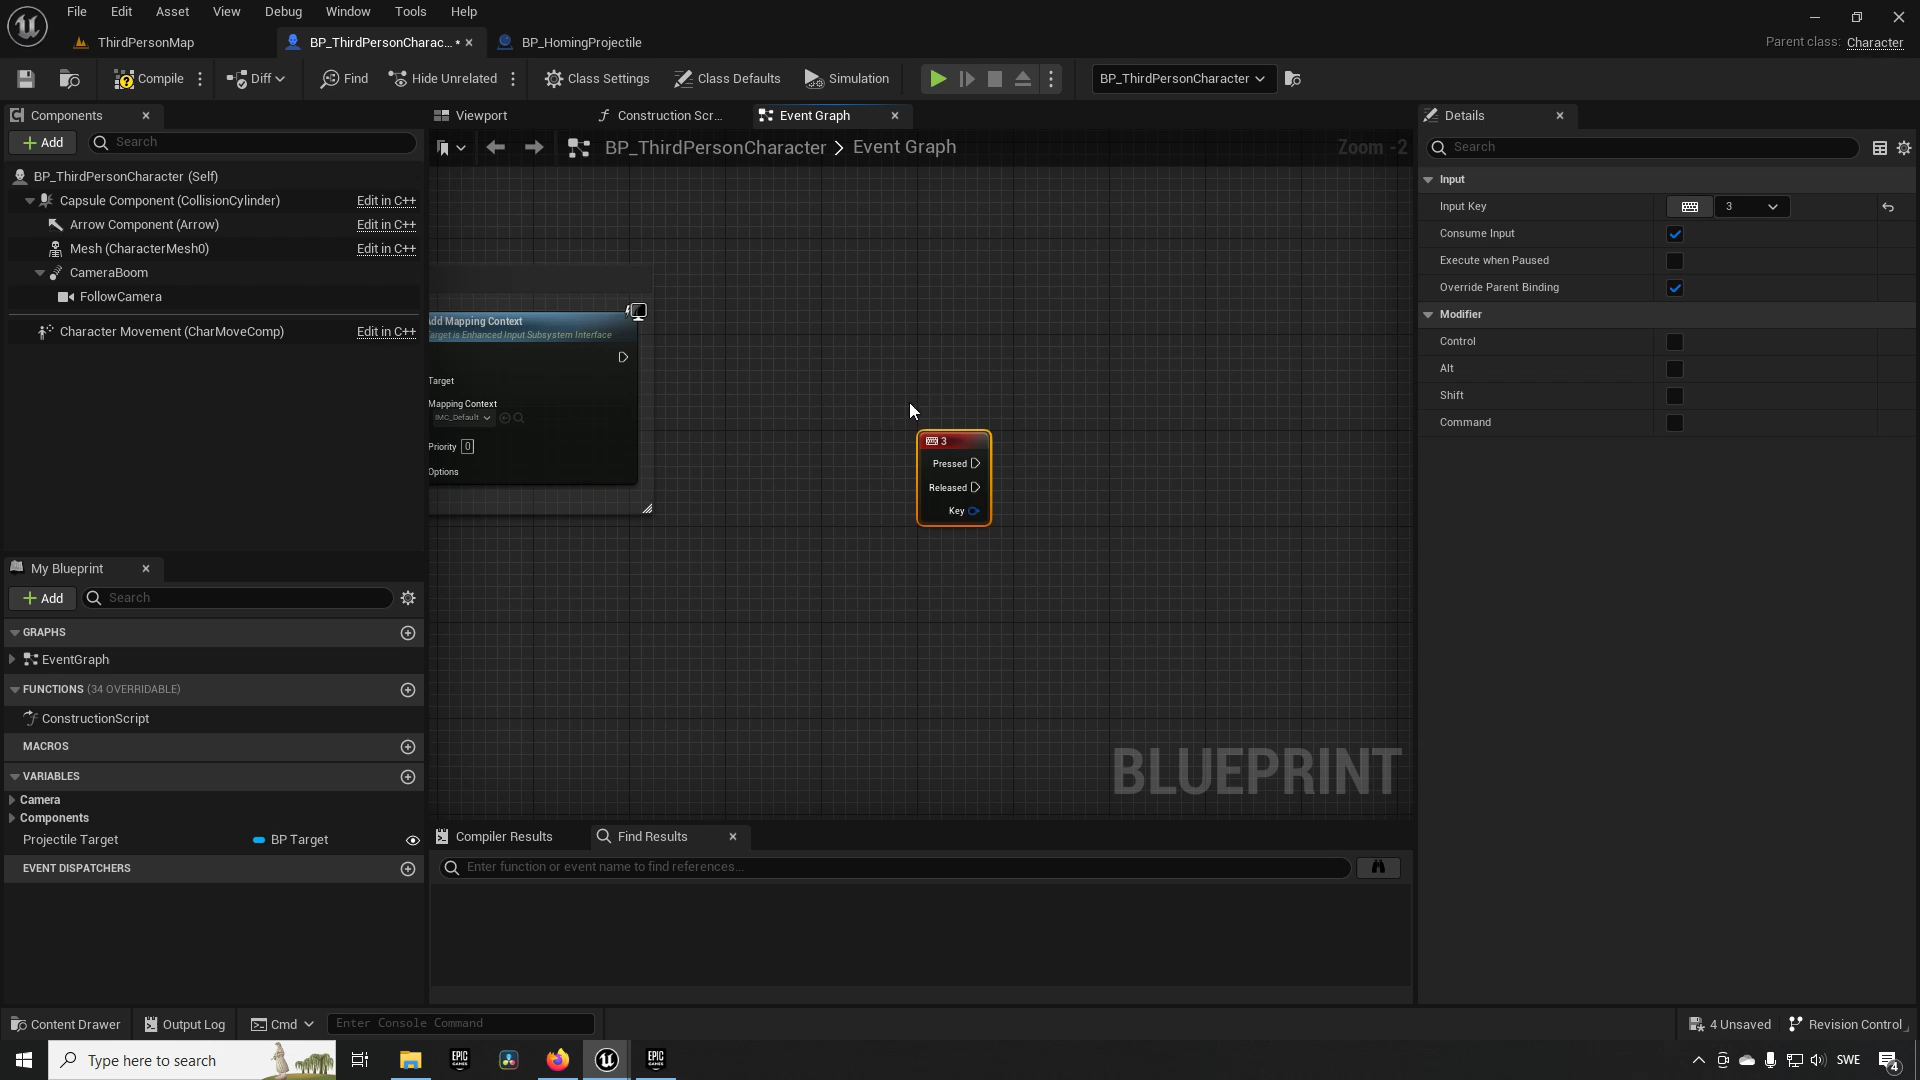 File Edit View Asset Window Debug Tools Help
ThirdPersonMap BP_ThirdPersonCharac... * BP_HomingProjectile
Parent class: Character
Compile Diff Find Hide Unrelated Class Settings Class Defaults Simulation BP_ThirdPersonCharacter
Components
Add Search
BP_ThirdPersonCharacter (Self)
Capsule Component (CollisionCylinder) Edit in C++
Arrow Component (Arrow) Edit in C++
Mesh (CharacterMesh0) Edit in C++
CameraBoom
FollowCamera
Character Movement (CharMoveComp) Edit in C++
My Blueprint
Add Search
GRAPHS
EventGraph
FUNCTIONS (34 OVERRIDABLE)
ConstructionScript
MACROS
VARIABLES
Camera
Components
Projectile Target BP Target
EVENT DISPATCHERS
Viewport Construction Scr... Event Graph
BP_ThirdPersonCharacter > Event Graph Zoom -2
dd Mapping Context
arget is Enhanced Input Subsystem Interface
Target
Mapping Context
IMC_Default
Priority 0
Options
3
Pressed
Released
Key
BLUEPRINT
Compiler Results Find Results
Enter function or event name to find references...
Details
Search
Input
Input Key 3
Consume Input
Execute when Paused
Override Parent Binding
Modifier
Control
Alt
Shift
Command
Content Drawer Output Log Cmd Enter Console Command 4 Unsaved Revision Control
Type here to search EPIC GAMES EPIC GAMES SWE 4